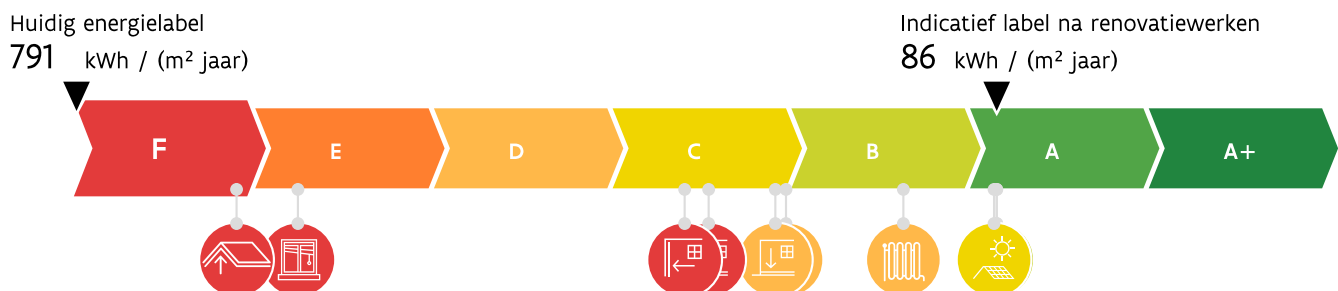 Huidig energielabel
791 kWh / (m² jaar)
Indicatief label na renovatiewerken
86 kWh / (m² jaar)
F
E
D
C
B
A
A+